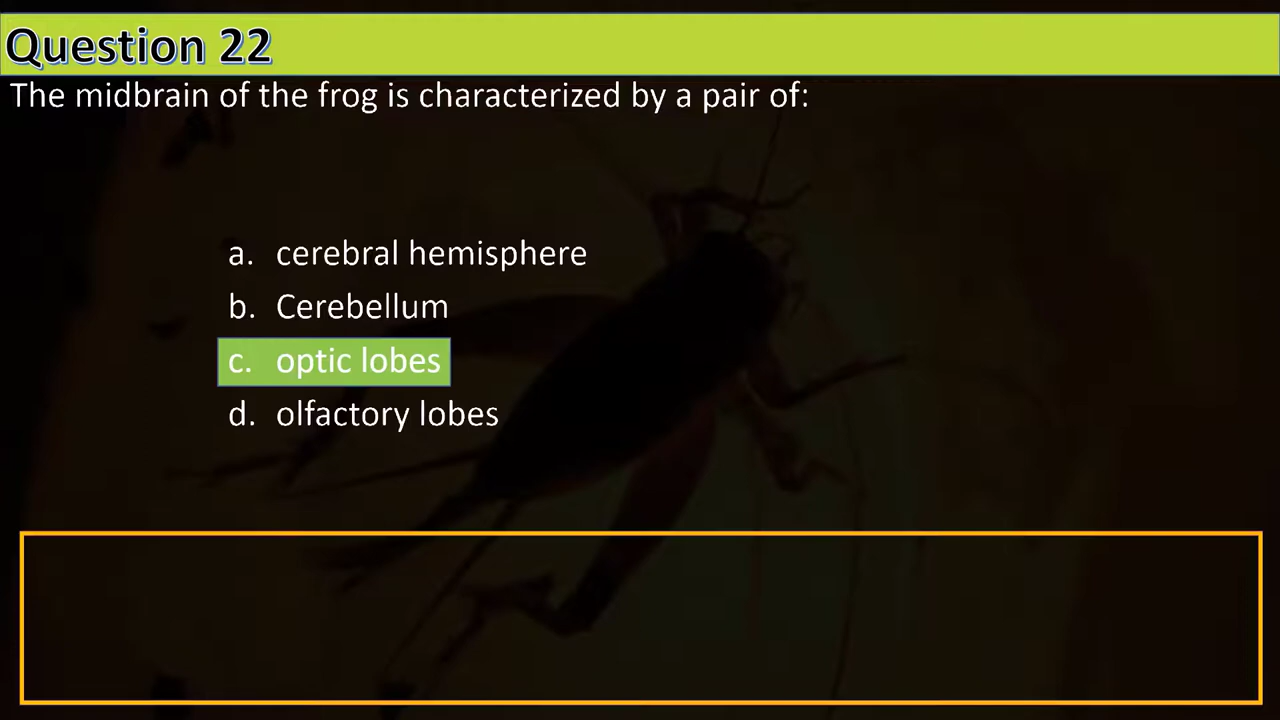 Question 22
The midbrain of the frog is characterized by a pair of:
a. cerebral hemisphere
b. Cerebellum
c. optic lobes
d. olfactory lobes